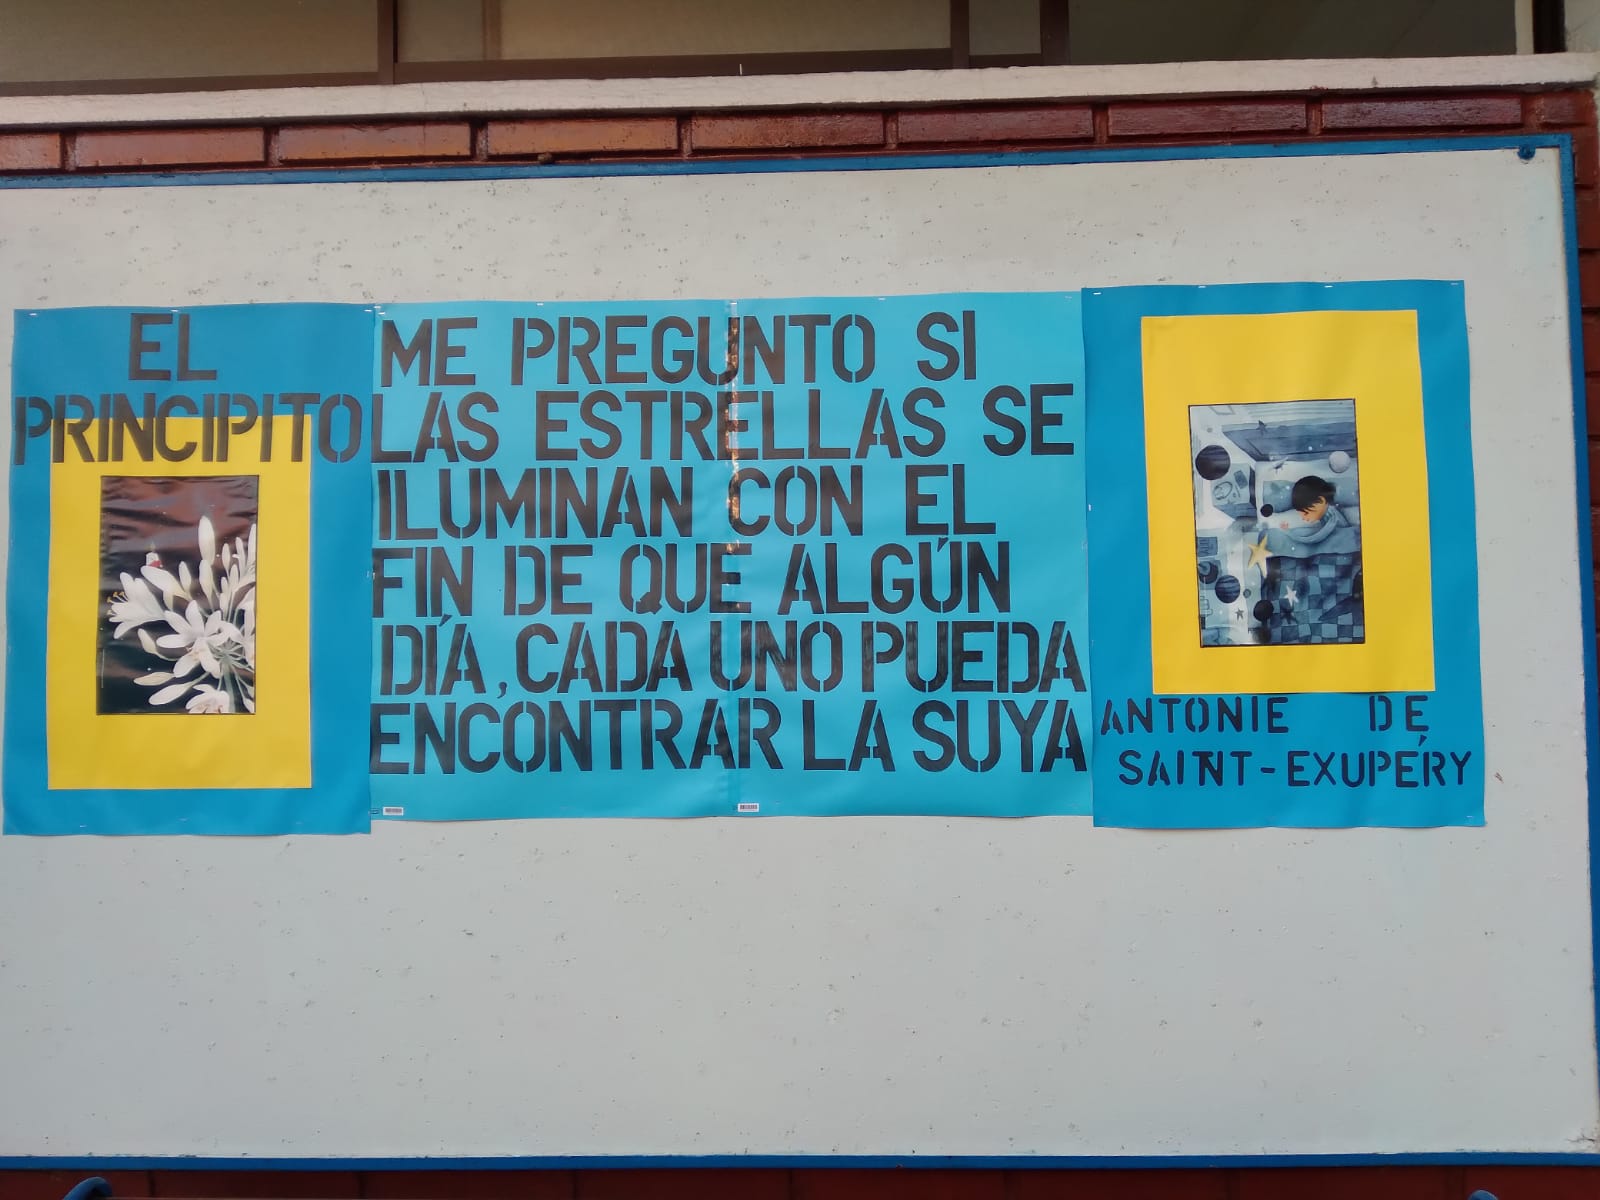 EL
PRINCIPITO
ME PREGUNTO SI
LAS ESTRELLAS SE
ILUMINAN CON EL
FIN DE QUE ALGÚN
DÍA, CADA UNO PUEDA
ENCONTRAR LA SUYA
ANTONIE DE
SAINT-EXUPÉRY